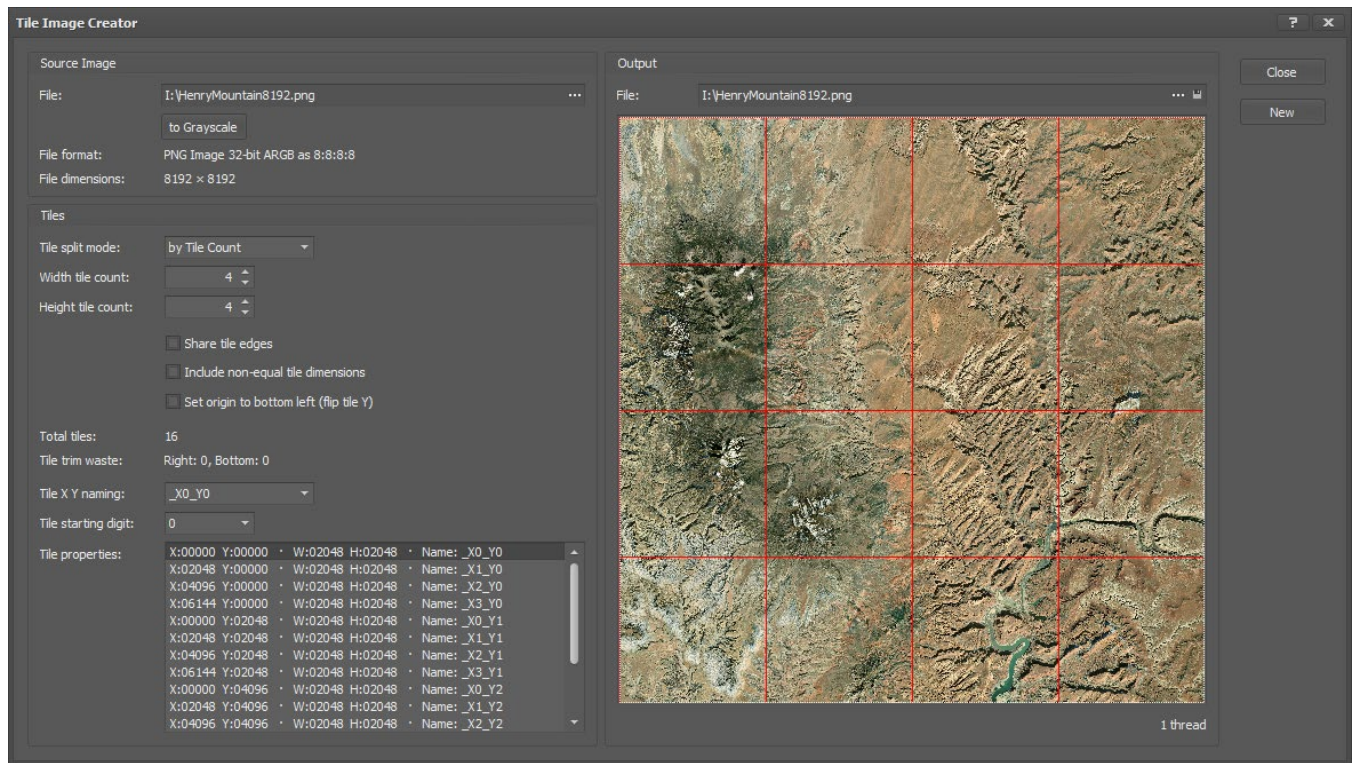 Tile Image Creator
? x
Source Image
File: I:\HenryMountain8192.png ...
to Grayscale
File format: PNG Image 32-bit ARGB as 8:8:8:8
File dimensions: 8192 × 8192
Tiles
Tile split mode: by Tile Count
Width tile count: 4
Height tile count: 4
Share tile edges
Include non-equal tile dimensions
Set origin to bottom left (flip tile Y)
Total tiles: 16
Tile trim waste: Right: 0, Bottom: 0
Tile X Y naming: _X0_Y0
Tile starting digit: 0
Tile properties:
X:00000 Y:00000 · W:02048 H:02048 · Name: _X0_Y0
X:02048 Y:00000 · W:02048 H:02048 · Name: _X1_Y0
X:04096 Y:00000 · W:02048 H:02048 · Name: _X2_Y0
X:06144 Y:00000 · W:02048 H:02048 · Name: _X3_Y0
X:00000 Y:02048 · W:02048 H:02048 · Name: _X0_Y1
X:02048 Y:02048 · W:02048 H:02048 · Name: _X1_Y1
X:04096 Y:02048 · W:02048 H:02048 · Name: _X2_Y1
X:06144 Y:02048 · W:02048 H:02048 · Name: _X3_Y1
X:00000 Y:04096 · W:02048 H:02048 · Name: _X0_Y2
X:02048 Y:04096 · W:02048 H:02048 · Name: _X1_Y2
X:04096 Y:04096 · W:02048 H:02048 · Name: _X2_Y2
Output
File: I:\HenryMountain8192.png ...
1 thread
Close
New